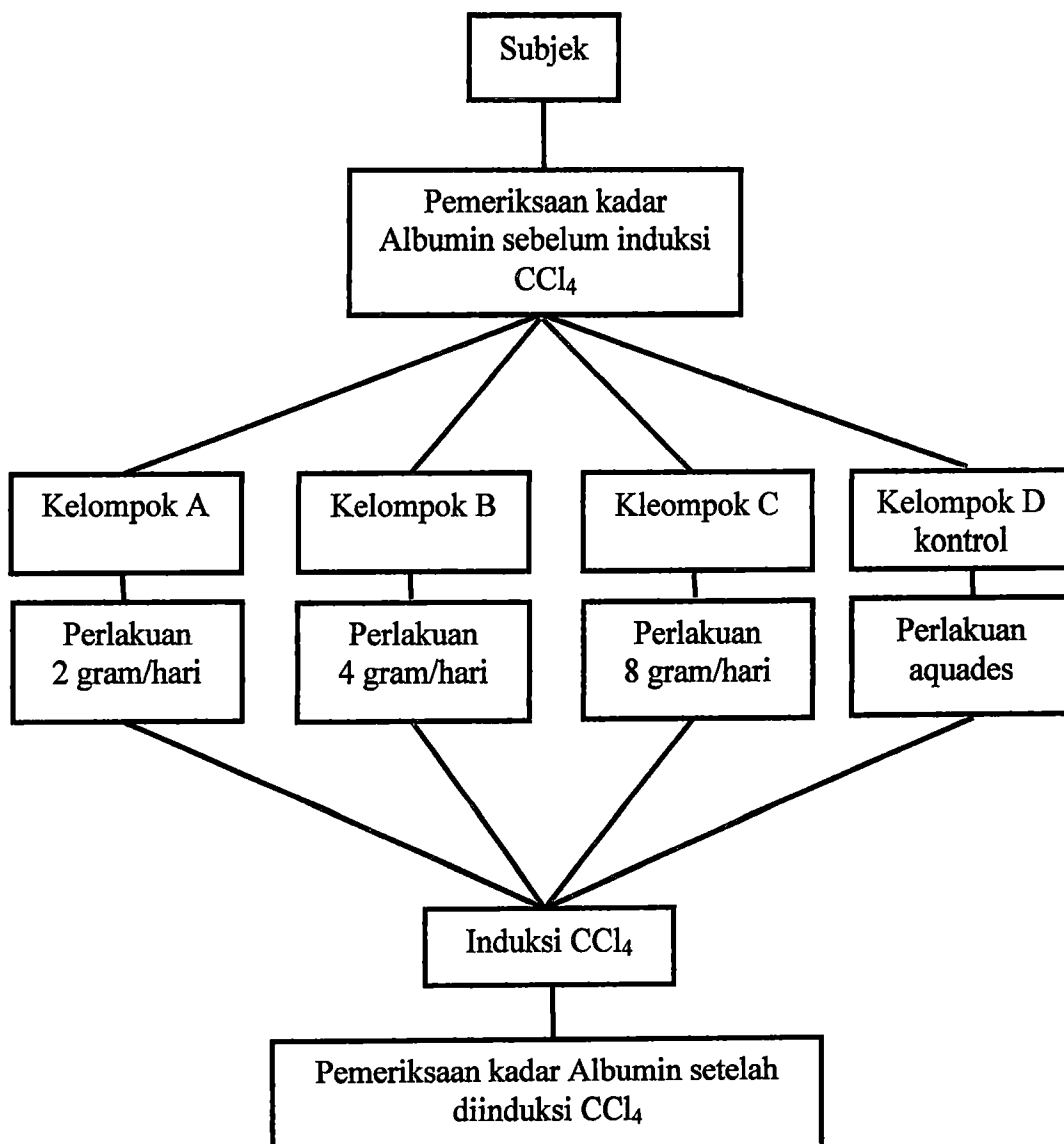 Subjek
Pemeriksaan kadar
Albumin sebelum induksi
CCl₄
Kelompok A
Kelompok B
Kleompok C
Kelompok D
kontrol
Perlakuan
2 gram/hari
Perlakuan
4 gram/hari
Perlakuan
8 gram/hari
Perlakuan
aquades
Induksi CCl₄
Pemeriksaan kadar Albumin setelah
diinduksi CCl₄